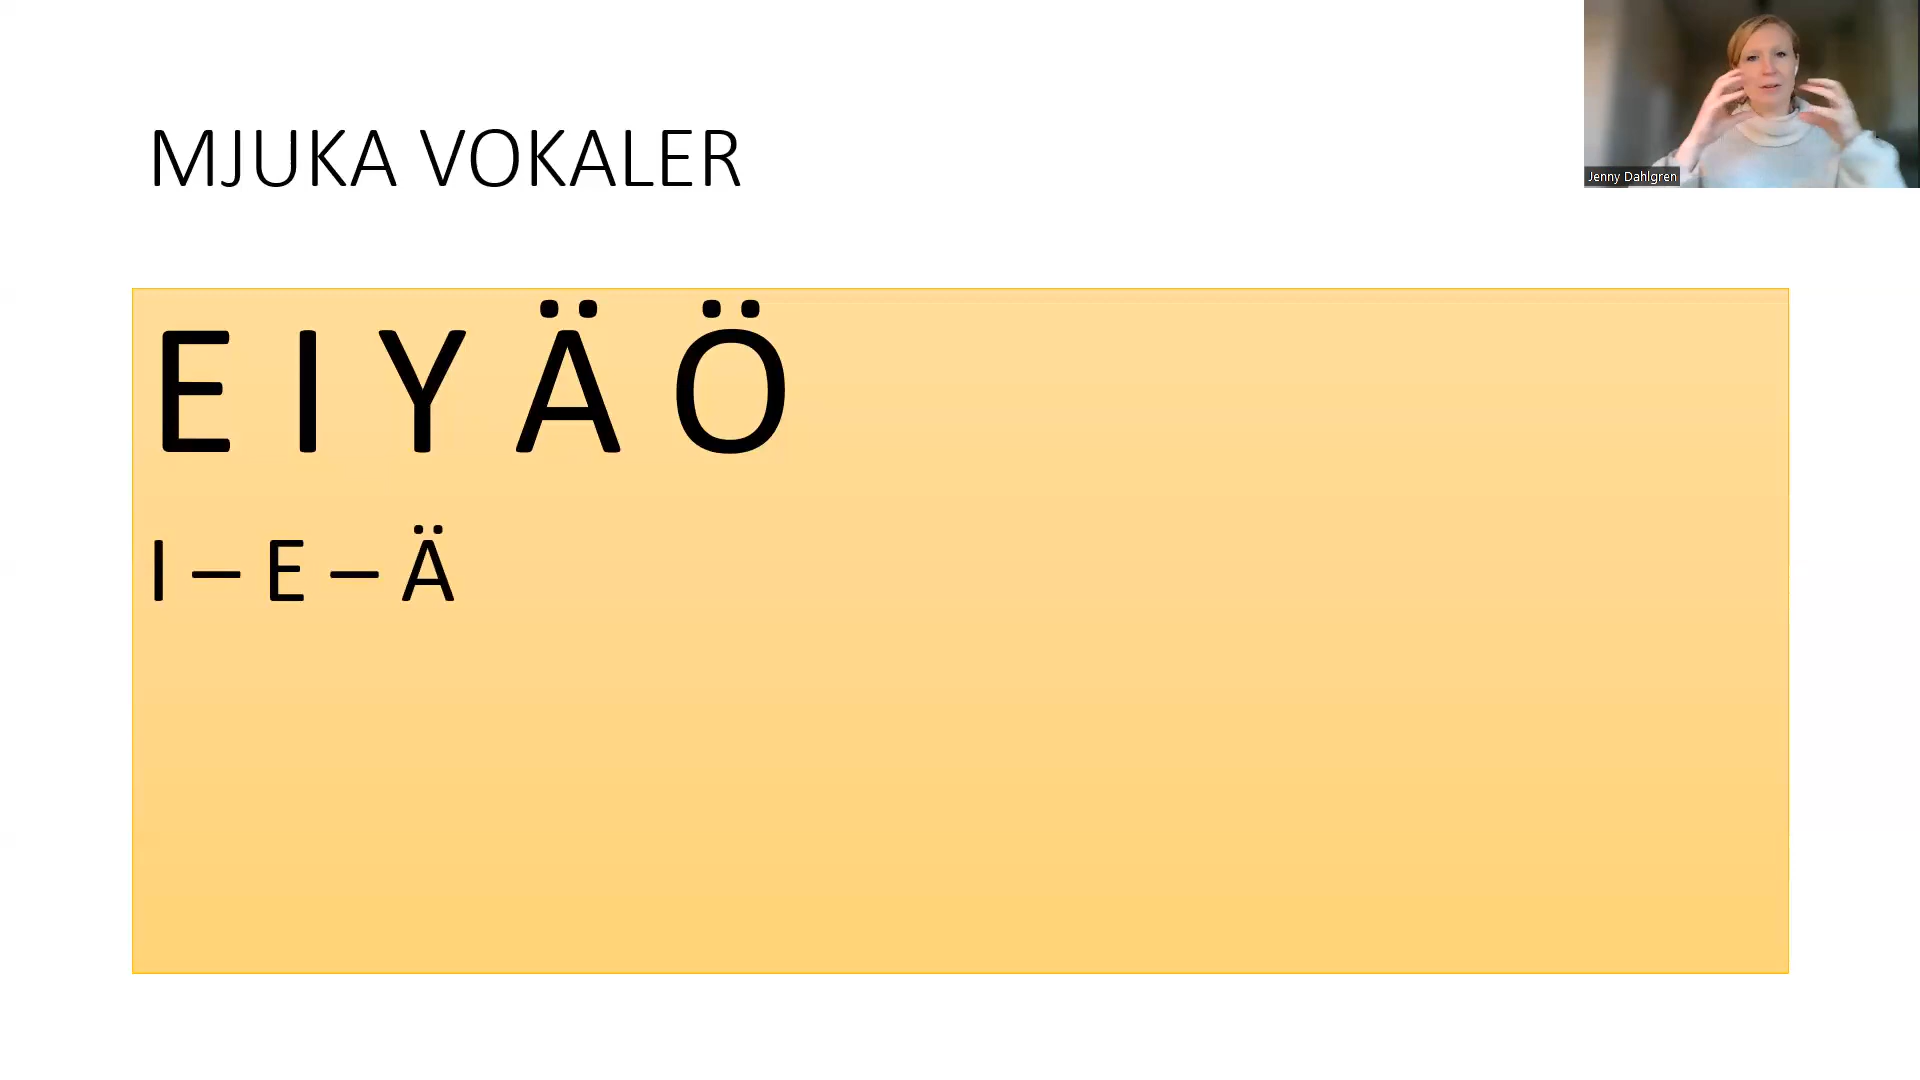 MJUKA VOKALER
Jenny Dahlgren
E I Y Ä Ö
I – E – Ä